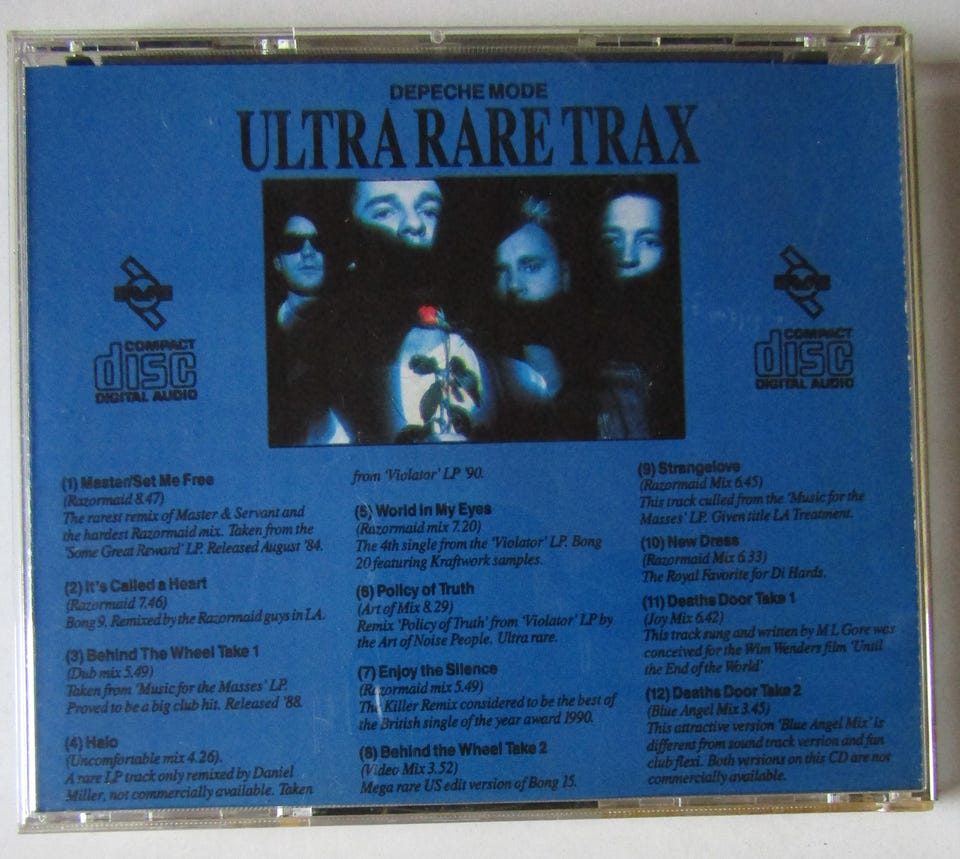 DEPECHE MODE
ULTRA RARE TRAX
COMPACT
disc
DIGITAL AUDIO
COMPACT
disc
DIGITAL AUDIO
(1) Master/Set Me Free
(Razormaid 8.47)
The rarest remix of Master & Servant and
the hardest Razormaid mix. Taken from the
'Some Great Reward' LP. Released August '84.
(2) It's Called a Heart
(Razormaid 7.46)
Bong 9. Remixed by the Razormaid guys in LA.
(3) Behind The Wheel Take 1
(Dub mix 5.49)
Taken from 'Music for the Masses' LP.
Proved to be a big club hit. Released '88.
(4) Halo
(Uncomfortable mix 4.26).
A rare LP track only remixed by Daniel
Miller, not commercially available. Taken
from 'Violator' LP '90.
(5) World in My Eyes
(Razormaid mix 7.20)
The 4th single from the 'Violator' LP. Bong
20 featuring Kraftwork samples.
(6) Policy of Truth
(Art of Mix 8.29)
Remix 'Policy of Truth' from 'Violator' LP by
the Art of Noise People. Ultra rare.
(7) Enjoy the Silence
(Razormaid mix 5.49)
The Killer Remix considered to be the best of
the British single of the year award 1990.
(8) Behind the Wheel Take 2
(Video Mix 3.52)
Mega rare US edit version of Bong 15.
(9) Strangelove
(Razormaid Mix 6.45)
This track culled from the 'Music for the
Masses' LP. Given title LA Treatment.
(10) New Dress
(Razormaid Mix 6.33)
The Royal Favorite for Di Hards.
(11) Deaths Door Take 1
(Joy Mix 6.42)
This track sung and written by M L Gore was
conceived for the Wim Wenders film 'Until
the End of the World'
(12) Deaths Door Take 2
(Blue Angel Mix 3.45)
This attractive version 'Blue Angel Mix' is
different from sound track version and fan
club flexi. Both versions on this CD are not
commercially available.